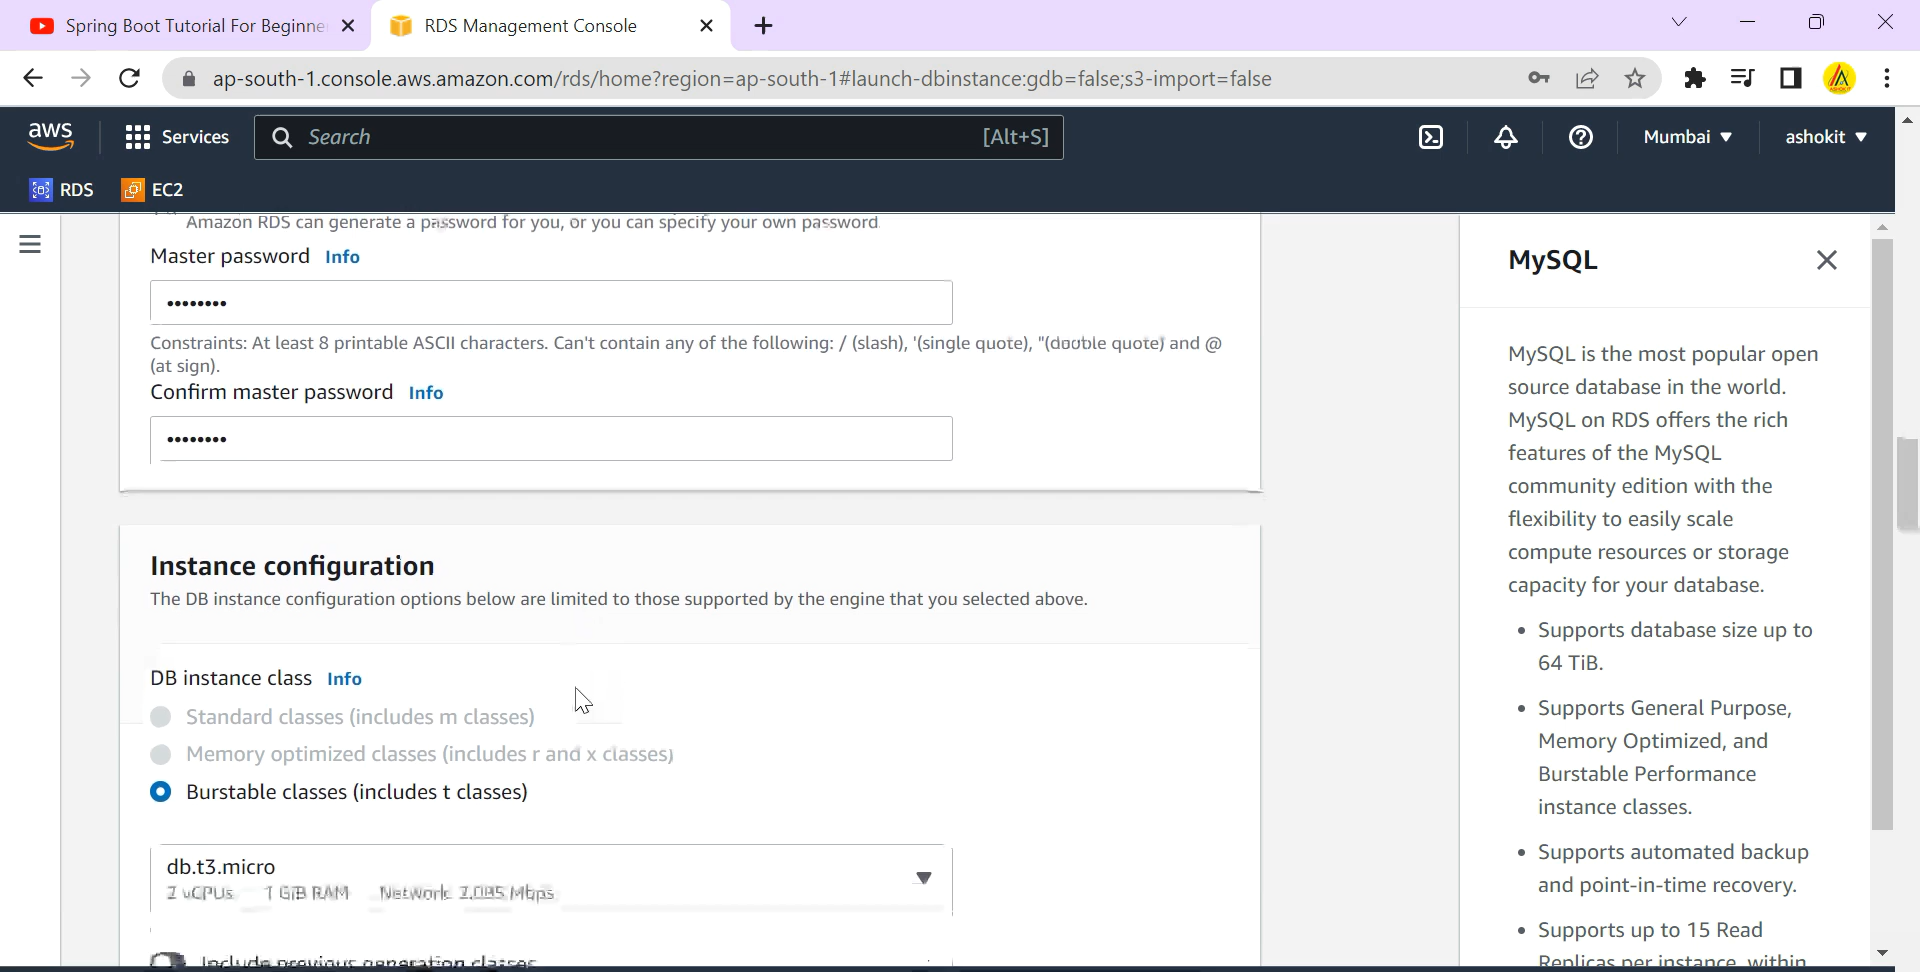 Spring Boot Tutorial For Beginne
RDS Management Console
ap-south-1.console.aws.amazon.com/rds/home?region=ap-south-1#launch-dbinstance:gdb=false;s3-import=false
aws
Services
Search
[Alt+S]
Mumbai
ashokit
RDS
EC2
Amazon RDS can generate a password for you, or you can specify your own password.
Master password Info
••••••••
Constraints: At least 8 printable ASCII characters. Can't contain any of the following: / (slash), '(single quote), "(double quote) and @
(at sign).
Confirm master password Info
••••••••
Instance configuration
The DB instance configuration options below are limited to those supported by the engine that you selected above.
DB instance class Info
Standard classes (includes m classes)
Memory optimized classes (includes r and x classes)
Burstable classes (includes t classes)
db.t3.micro
2 vCPUs 1 GiB RAM Network: 2,085 Mbps
Include previous generation classes
MySQL
MySQL is the most popular open
source database in the world.
MySQL on RDS offers the rich
features of the MySQL
community edition with the
flexibility to easily scale
compute resources or storage
capacity for your database.
• Supports database size up to
64 TiB.
• Supports General Purpose,
Memory Optimized, and
Burstable Performance
instance classes.
• Supports automated backup
and point-in-time recovery.
• Supports up to 15 Read
Replicas per instance, within